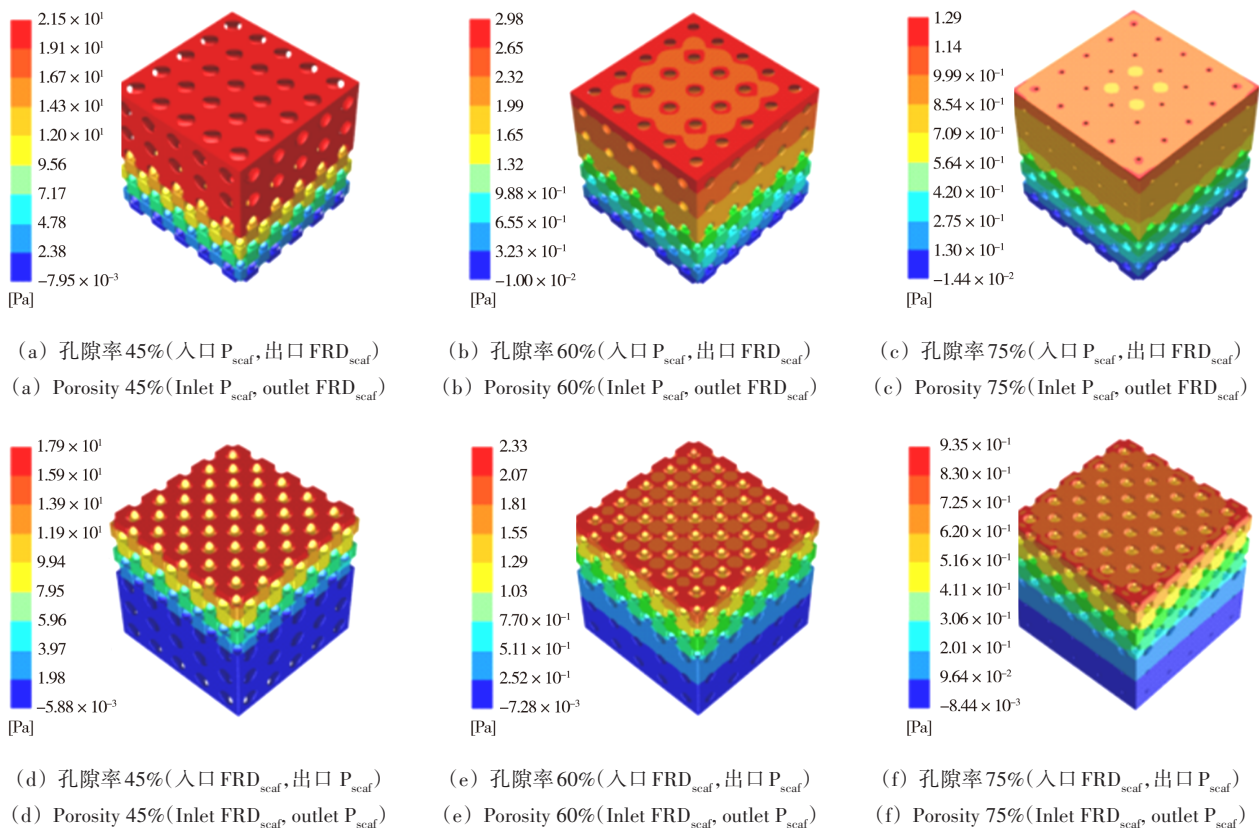 2.15 × 10¹
1.91 × 10¹
1.67 × 10¹
1.43 × 10¹
1.20 × 10¹
9.56
7.17
4.78
2.38
−7.95 × 10⁻³
[Pa]
2.98
2.65
2.32
1.99
1.65
1.32
9.88 × 10⁻¹
6.55 × 10⁻¹
3.23 × 10⁻¹
−1.00 × 10⁻²
[Pa]
1.29
1.14
9.99 × 10⁻¹
8.54 × 10⁻¹
7.09 × 10⁻¹
5.64 × 10⁻¹
4.20 × 10⁻¹
2.75 × 10⁻¹
1.30 × 10⁻¹
−1.44 × 10⁻²
[Pa]
(a) 孔隙率45%(入口 P_scaf, 出口 FRD_scaf)
(a) Porosity 45%(Inlet P_scaf, outlet FRD_scaf)
(b) 孔隙率60%(入口 P_scaf, 出口 FRD_scaf)
(b) Porosity 60%(Inlet P_scaf, outlet FRD_scaf)
(c) 孔隙率75%(入口 P_scaf, 出口 FRD_scaf)
(c) Porosity 75%(Inlet P_scaf, outlet FRD_scaf)
1.79 × 10¹
1.59 × 10¹
1.39 × 10¹
1.19 × 10¹
9.94
7.95
5.96
3.97
1.98
−5.88 × 10⁻³
[Pa]
2.33
2.07
1.81
1.55
1.29
1.03
7.70 × 10⁻¹
5.11 × 10⁻¹
2.52 × 10⁻¹
−7.28 × 10⁻³
[Pa]
9.35 × 10⁻¹
8.30 × 10⁻¹
7.25 × 10⁻¹
6.20 × 10⁻¹
5.16 × 10⁻¹
4.11 × 10⁻¹
3.06 × 10⁻¹
2.01 × 10⁻¹
9.64 × 10⁻²
−8.44 × 10⁻³
[Pa]
(d) 孔隙率45%(入口 FRD_scaf, 出口 P_scaf)
(d) Porosity 45%(Inlet FRD_scaf, outlet P_scaf)
(e) 孔隙率60%(入口 FRD_scaf, 出口 P_scaf)
(e) Porosity 60%(Inlet FRD_scaf, outlet P_scaf)
(f) 孔隙率75%(入口 FRD_scaf, 出口 P_scaf)
(f) Porosity 75%(Inlet FRD_scaf, outlet P_scaf)